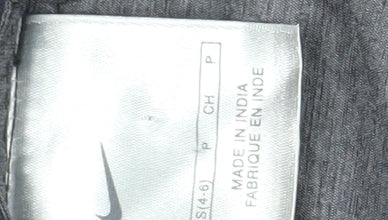 S(4-6) P CH P
MADE IN INDIA
FABRIQUE EN INDE